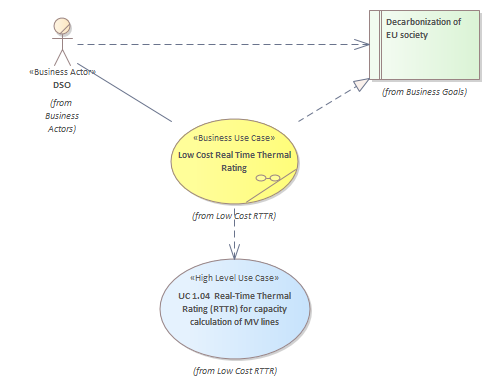 Decarbonization of
EU society
(from Business Goals)
«Business Actor»
DSO
(from
Business
Actors)
«Business Use Case»
Low Cost Real Time Thermal
Rating
(from Low Cost RTTR)
«High Level Use Case»
UC 1.04  Real-Time Thermal
Rating (RTTR) for capacity
calculation of MV lines
(from Low Cost RTTR)